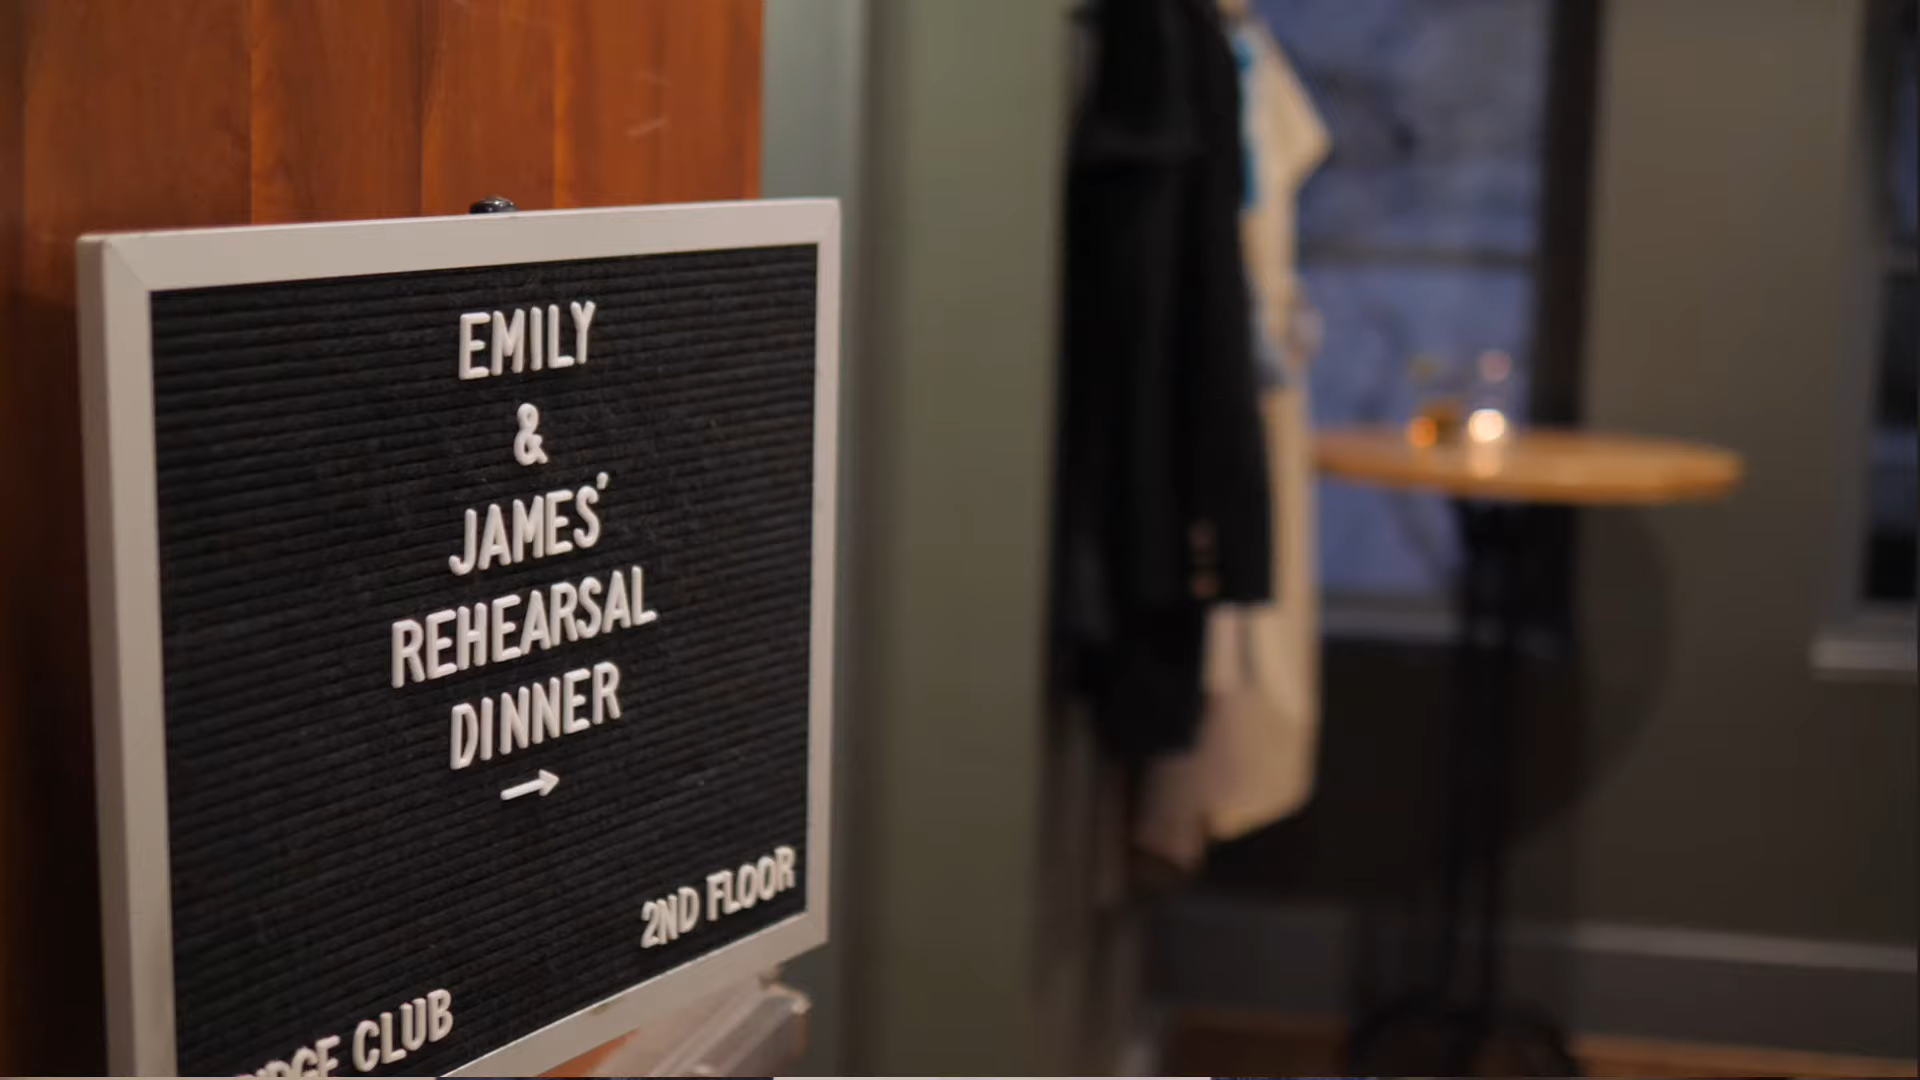 EMILY
&
JAMES'
REHEARSAL
DINNER
→
2ND FLOOR
CLUB